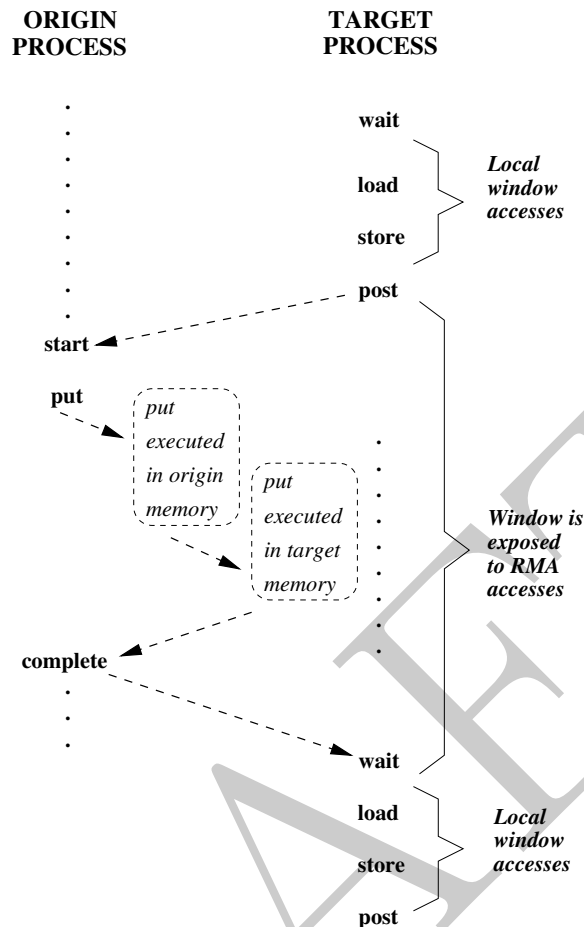 ORIGIN
PROCESS
TARGET
PROCESS
wait
load
store
Local
window
accesses
post
start
put
put
executed
in origin
memory
put
executed
in target
memory
Window is
exposed
to RMA
accesses
complete
wait
load
store
Local
window
accesses
post